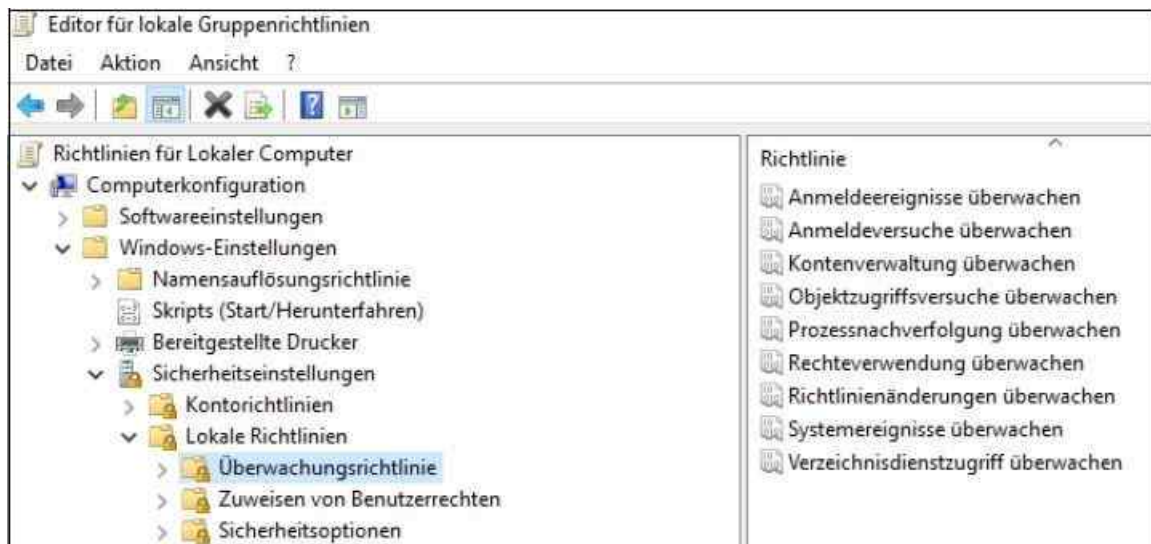 Editor für lokale Gruppenrichtlinien
Datei Aktion Ansicht ?
Richtlinien für Lokaler Computer
Computerkonfiguration
Softwareeinstellungen
Windows-Einstellungen
Namensauflösungsrichtlinie
Skripts (Start/Herunterfahren)
Bereitgestellte Drucker
Sicherheitseinstellungen
Kontorichtlinien
Lokale Richtlinien
Überwachungsrichtlinie
Zuweisen von Benutzerrechten
Sicherheitsoptionen
Richtlinie
Anmeldeereignisse überwachen
Anmeldeversuche überwachen
Kontenverwaltung überwachen
Objektzugriffsversuche überwachen
Prozessnachverfolgung überwachen
Rechteverwendung überwachen
Richtlinienänderungen überwachen
Systemereignisse überwachen
Verzeichnisdienstzugriff überwachen